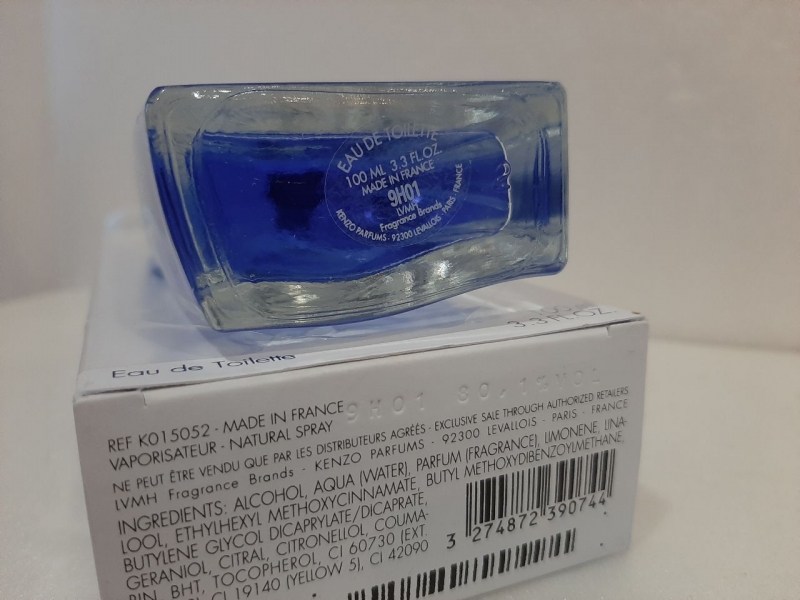 EAU DE TOILETTE
100 ML 3.3 FL.OZ.
MADE IN FRANCE
9H01
LVMH
Fragrance Brands
KENZO PARFUMS · 92300 LEVALLOIS · PARIS · FRANCE
3.3 FL.OZ.
Eau de Toilette
9H01 80,1%VOL
REF K015052 · MADE IN FRANCE
VAPORISATEUR · NATURAL SPRAY
NE PEUT ÊTRE VENDU QUE PAR LES DISTRIBUTEURS AGRÉÉS · EXCLUSIVE SALE THROUGH AUTHORIZED RETAILERS
LVMH Fragrance Brands · KENZO PARFUMS · 92300 LEVALLOIS · PARIS · FRANCE
INGREDIENTS: ALCOHOL, AQUA (WATER), PARFUM (FRAGRANCE), LIMONENE, LINA-
LOOL, ETHYLHEXYL METHOXYCINNAMATE, BUTYL METHOXYDIBENZOYLMETHANE,
BUTYLENE GLYCOL DICAPRYLATE/DICAPRATE,
GERANIOL, CITRAL, CITRONELLOL, COUMA-
RIN, BHT, TOCOPHEROL, CI 60730 (EXT.
CI 19140 (YELLOW 5), CI 42090
3 274872 390744